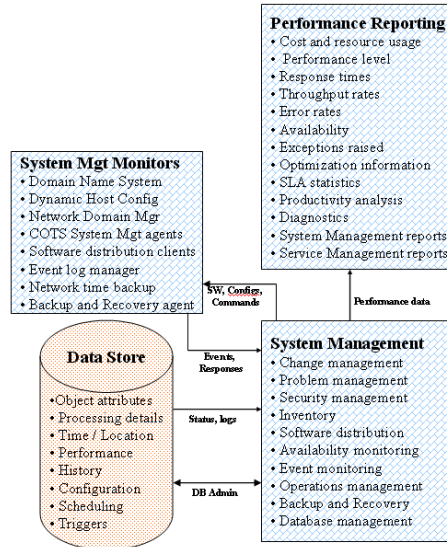 Performance Reporting
• Cost and resource usage
• Performance level
• Response times
• Throughput rates
• Error rates
• Availability
• Exceptions raised
• Optimization information
• SLA statistics
• Productivity analysis
• Diagnostics
• System Management reports
• Service Management reports
System Mgt Monitors
• Domain Name System
• Dynamic Host Config
• Network Domain Mgr
• COTS System Mgt agents
• Software distribution clients
• Event log manager
• Network time backup
• Backup and Recovery agent
SW, Configs,
Commands
Performance data
Events,
Responses
Data Store
• Object attributes
• Processing details
• Time / Location
• Performance
• History
• Configuration
• Scheduling
• Triggers
Status, logs
DB Admin
System Management
• Change management
• Problem management
• Security management
• Inventory
• Software distribution
• Availability monitoring
• Event monitoring
• Operations management
• Backup and Recovery
• Database management